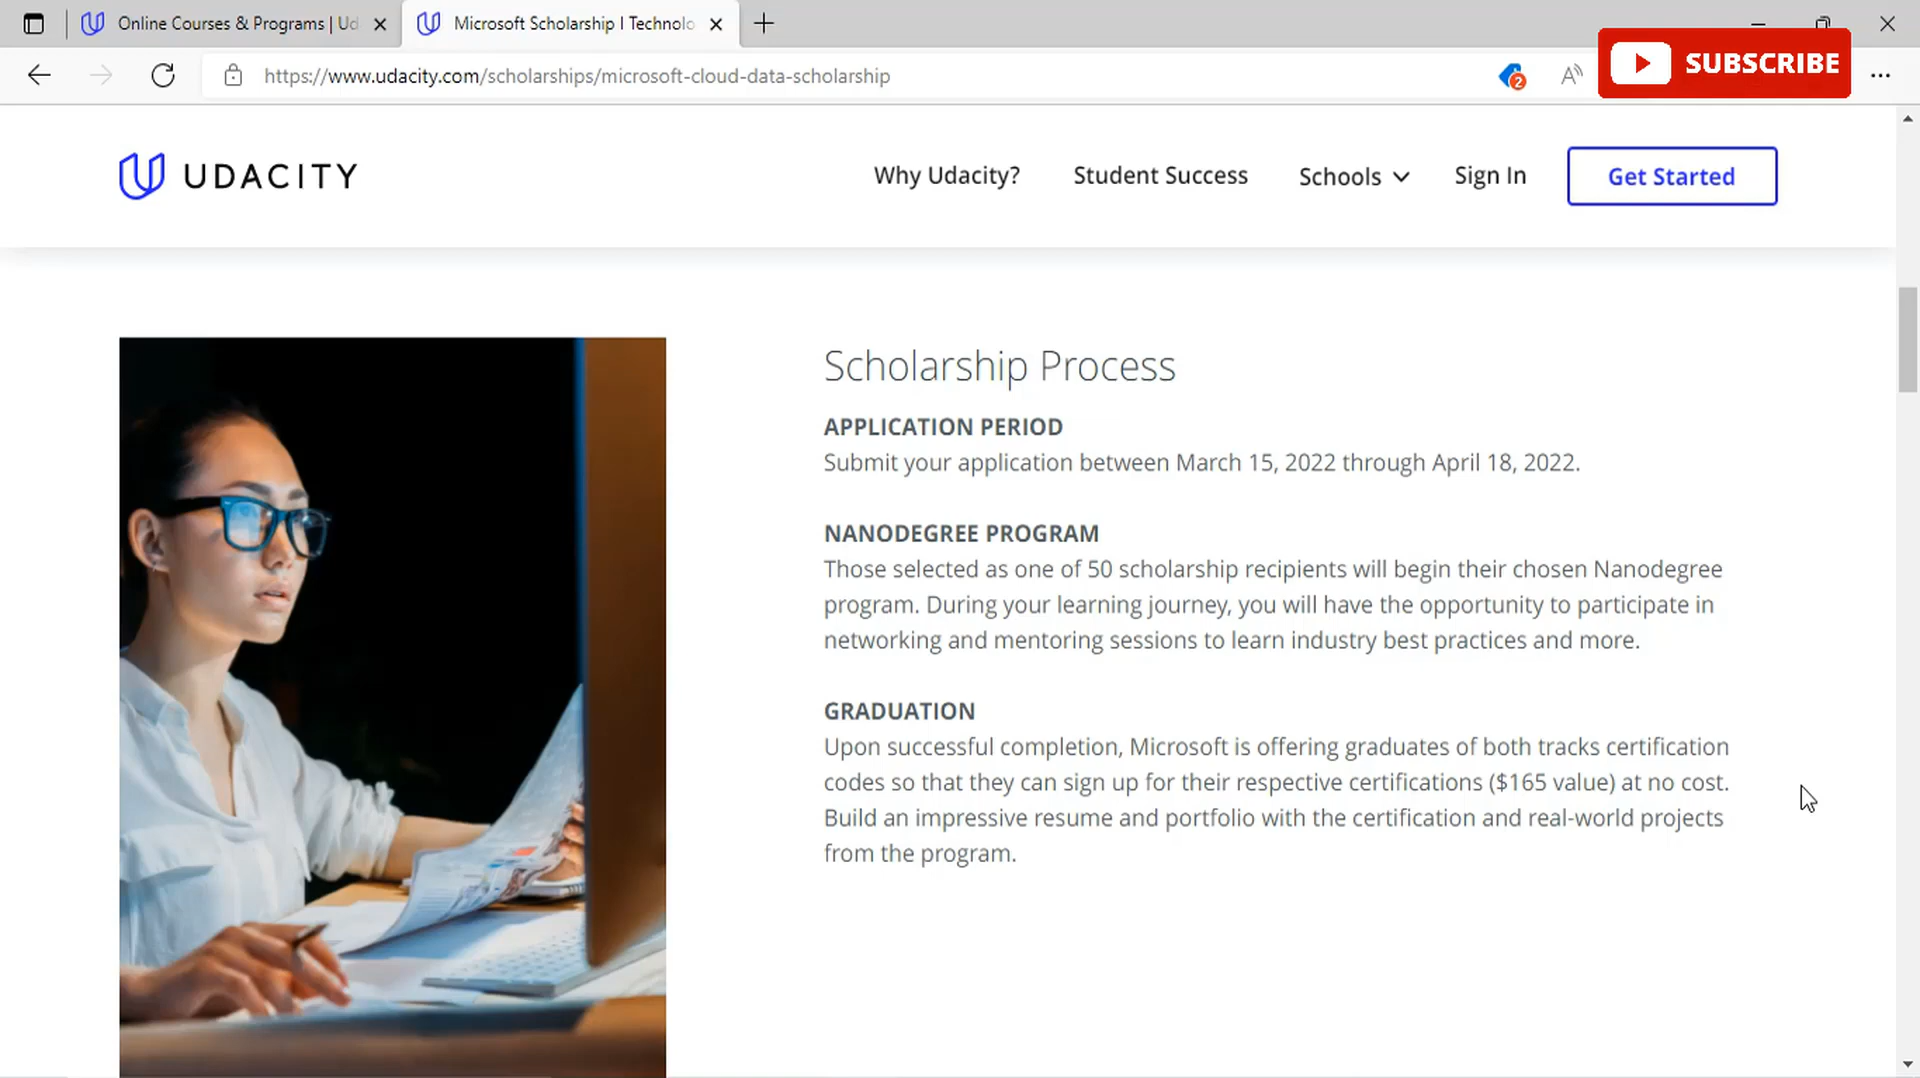 Online Courses & Programs | Ud
Microsoft Scholarship I Technolo
https://www.udacity.com/scholarships/microsoft-cloud-data-scholarship
2
A
SUBSCRIBE
UDACITY
Why Udacity?
Student Success
Schools
Sign In
Get Started
Scholarship Process
APPLICATION PERIOD
Submit your application between March 15, 2022 through April 18, 2022.
NANODEGREE PROGRAM
Those selected as one of 50 scholarship recipients will begin their chosen Nanodegree
program. During your learning journey, you will have the opportunity to participate in
networking and mentoring sessions to learn industry best practices and more.
GRADUATION
Upon successful completion, Microsoft is offering graduates of both tracks certification
codes so that they can sign up for their respective certifications ($165 value) at no cost.
Build an impressive resume and portfolio with the certification and real-world projects
from the program.